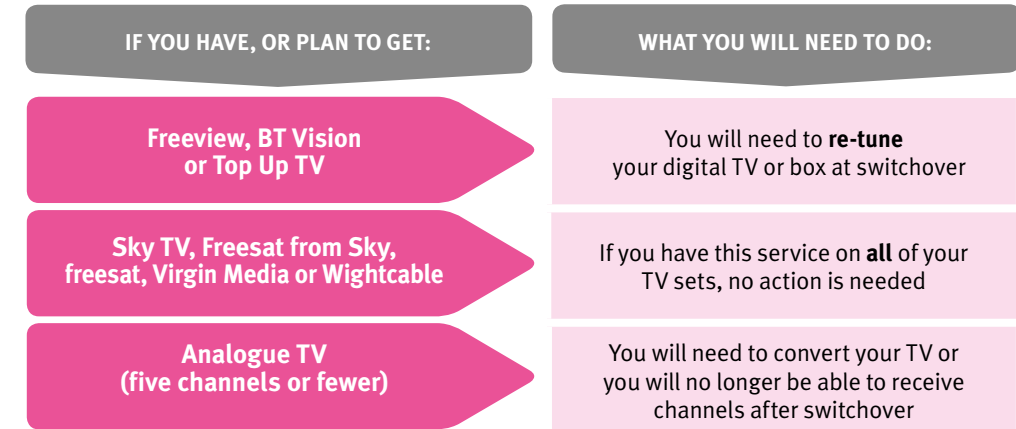 IF YOU HAVE, OR PLAN TO GET:
WHAT YOU WILL NEED TO DO:
Freeview, BT Vision
or Top Up TV
You will need to re-tune
your digital TV or box at switchover
Sky TV, Freesat from Sky,
freesat, Virgin Media or Wightcable
If you have this service on all of your
TV sets, no action is needed
Analogue TV
(five channels or fewer)
You will need to convert your TV or
you will no longer be able to receive
channels after switchover